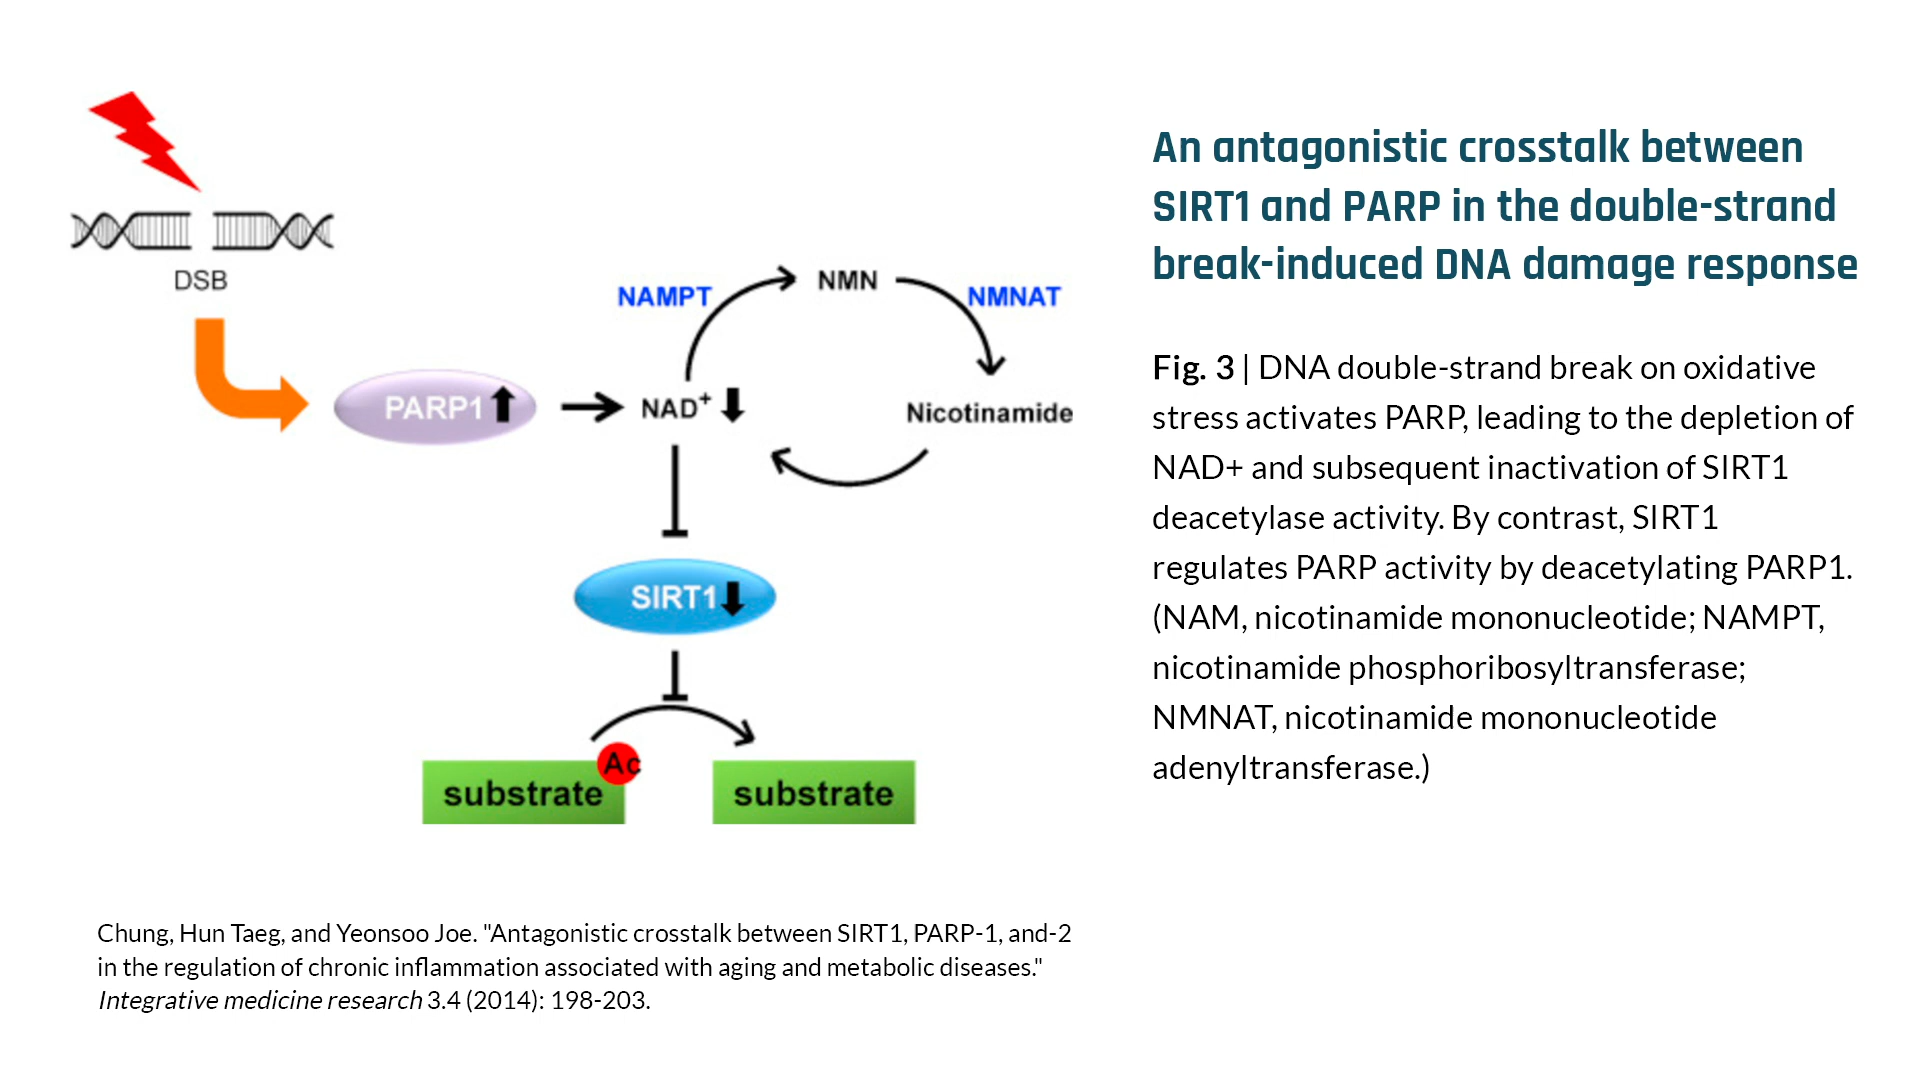 DSB
NAMPT
NMN
NMNAT
PARP1
NAD+
Nicotinamide
SIRT1
Ac
substrate
substrate
An antagonistic crosstalk between
SIRT1 and PARP in the double-strand
break-induced DNA damage response
Fig. 3 | DNA double-strand break on oxidative
stress activates PARP, leading to the depletion of
NAD+ and subsequent inactivation of SIRT1
deacetylase activity. By contrast, SIRT1
regulates PARP activity by deacetylating PARP1.
(NAM, nicotinamide mononucleotide; NAMPT,
nicotinamide phosphoribosyltransferase;
NMNAT, nicotinamide mononucleotide
adenyltransferase.)
Chung, Hun Taeg, and Yeonsoo Joe. "Antagonistic crosstalk between SIRT1, PARP-1, and-2
in the regulation of chronic inflammation associated with aging and metabolic diseases."
Integrative medicine research 3.4 (2014): 198-203.